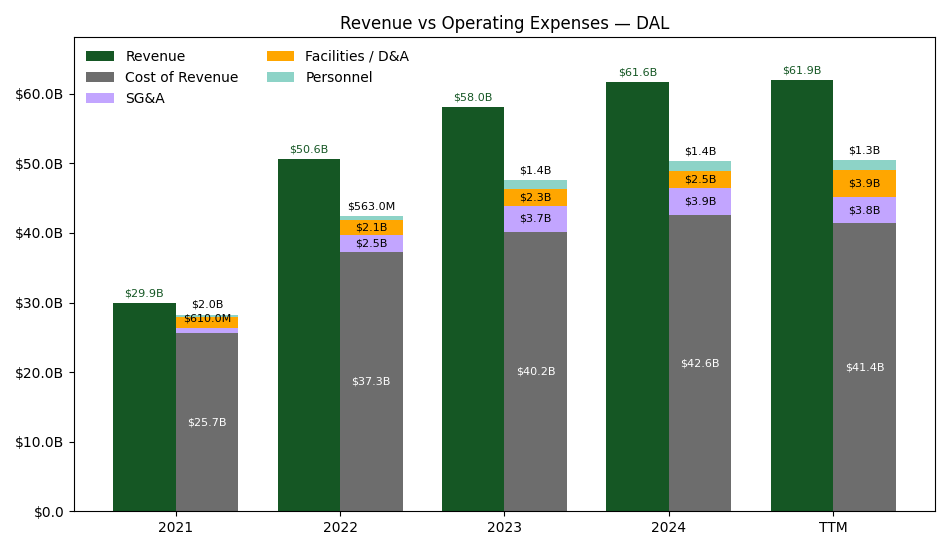 Revenue vs Operating Expenses — DAL
Revenue
Cost of Revenue
SG&A
Facilities / D&A
Personnel
$60.0B
$50.0B
$40.0B
$30.0B
$20.0B
$10.0B
$0.0
$29.9B
$2.0B
$610.0M
$25.7B
$50.6B
$563.0M
$2.1B
$2.5B
$37.3B
$58.0B
$1.4B
$2.3B
$3.7B
$40.2B
$61.6B
$1.4B
$2.5B
$3.9B
$42.6B
$61.9B
$1.3B
$3.9B
$3.8B
$41.4B
2021
2022
2023
2024
TTM